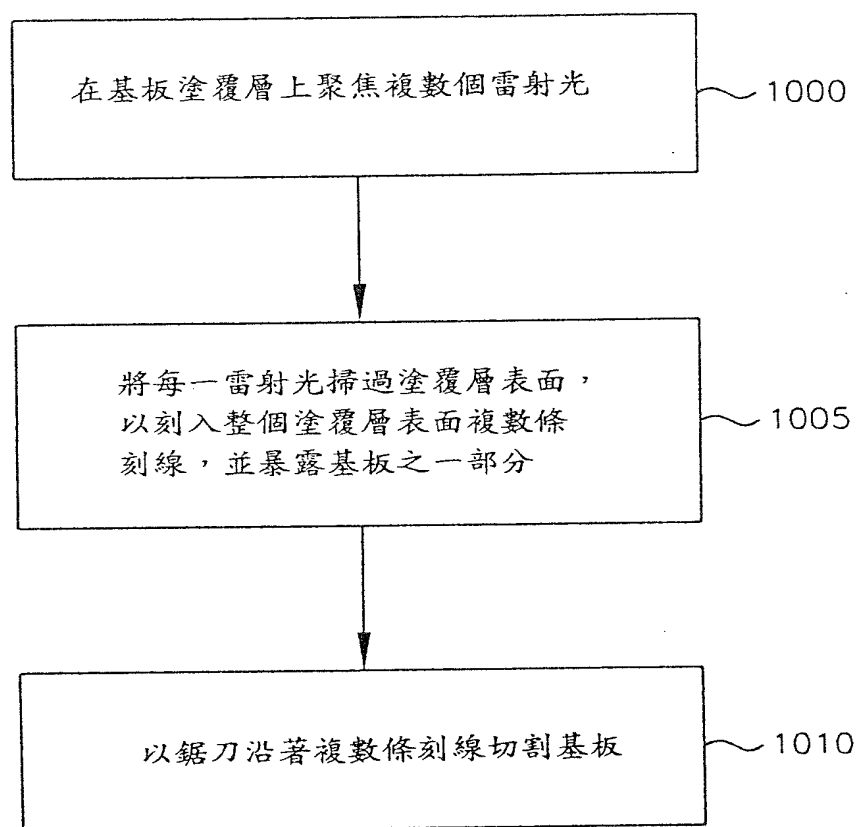 在基板塗覆層上聚焦複數個雷射光
1000
將每一雷射光掃過塗覆層表面，
以刻入整個塗覆層表面複數條
刻線，並暴露基板之一部分
1005
以鋸刀沿著複數條刻線切割基板
1010